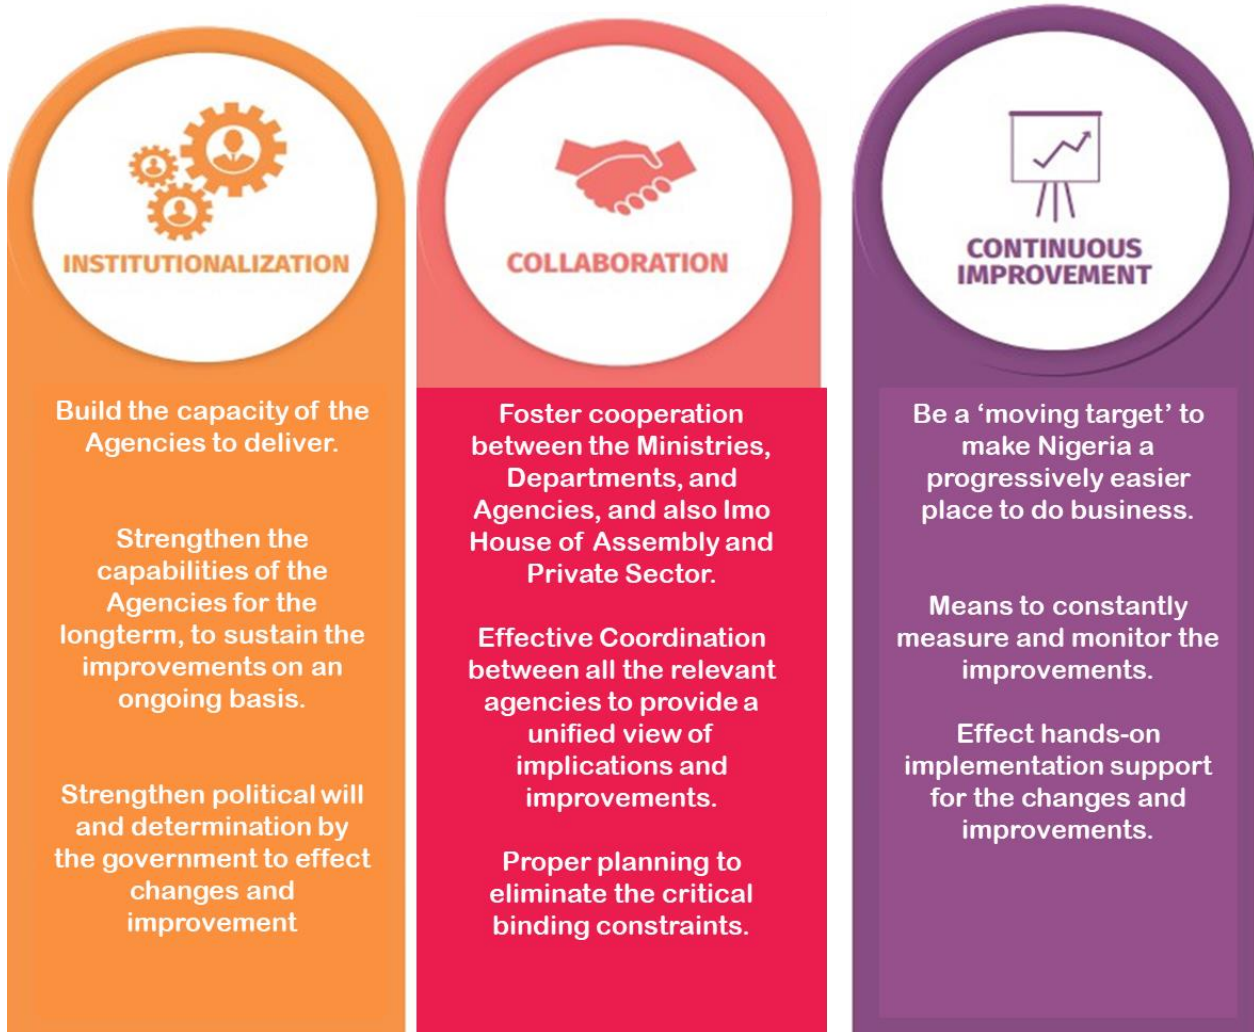 INSTITUTIONALIZATION
Build the capacity of the
Agencies to deliver.
Strengthen the
capabilities of the
Agencies for the
longterm, to sustain the
improvements on an
ongoing basis.
Strengthen political will
and determination by
the government to effect
changes and
improvement
COLLABORATION
Foster cooperation
between the Ministries,
Departments, and
Agencies, and also Imo
House of Assembly and
Private Sector.
Effective Coordination
between all the relevant
agencies to provide a
unified view of
implications and
improvements.
Proper planning to
eliminate the critical
binding constraints.
CONTINUOUS
IMPROVEMENT
Be a ‘moving target’ to
make Nigeria a
progressively easier
place to do business.
Means to constantly
measure and monitor the
improvements.
Effect hands-on
implementation support
for the changes and
improvements.